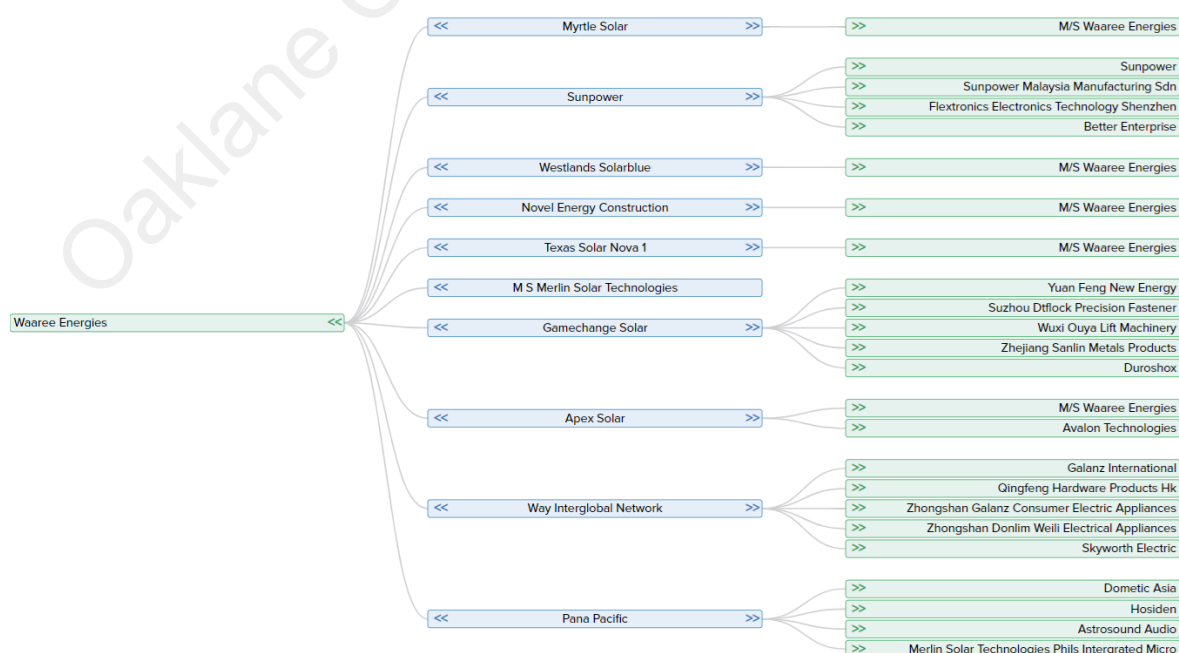 Oaklane
Waaree Energies <<
<< Myrtle Solar >>
>> M/S Waaree Energies
<< Sunpower >>
>> Sunpower
>> Sunpower Malaysia Manufacturing Sdn
>> Flextronics Electronics Technology Shenzhen
>> Better Enterprise
<< Westlands Solarblue >>
>> M/S Waaree Energies
<< Novel Energy Construction >>
>> M/S Waaree Energies
<< Texas Solar Nova 1 >>
>> M/S Waaree Energies
<< M S Merlin Solar Technologies
<< Gamechange Solar >>
>> Yuan Feng New Energy
>> Suzhou Dtflock Precision Fastener
>> Wuxi Ouya Lift Machinery
>> Zhejiang Sanlin Metals Products
>> Duroshox
<< Apex Solar >>
>> M/S Waaree Energies
>> Avalon Technologies
<< Way Interglobal Network >>
>> Galanz International
>> Qingfeng Hardware Products Hk
>> Zhongshan Galanz Consumer Electric Appliances
>> Zhongshan Donlim Weili Electrical Appliances
>> Skyworth Electric
<< Pana Pacific >>
>> Dometic Asia
>> Hosiden
>> Astrosound Audio
>> Merlin Solar Technologies Phils Intergrated Micro